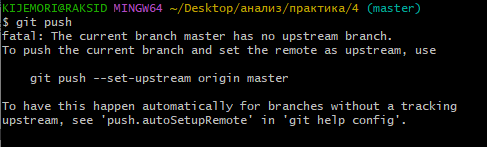 KIJEMORI@RAKSID MINGW64 ~/Desktop/анализ/практика/4 (master)
$ git push
fatal: The current branch master has no upstream branch.
To push the current branch and set the remote as upstream, use

    git push --set-upstream origin master

To have this happen automatically for branches without a tracking
upstream, see 'push.autoSetupRemote' in 'git help config'.